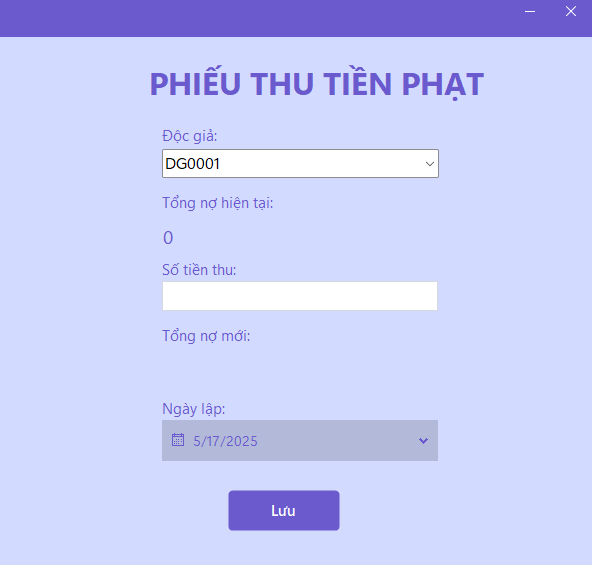 PHIẾU THU TIỀN PHẠT
Độc giả:
DG0001
Tổng nợ hiện tại:
0
Số tiền thu:
Tổng nợ mới:
Ngày lập:
5/17/2025
Lưu